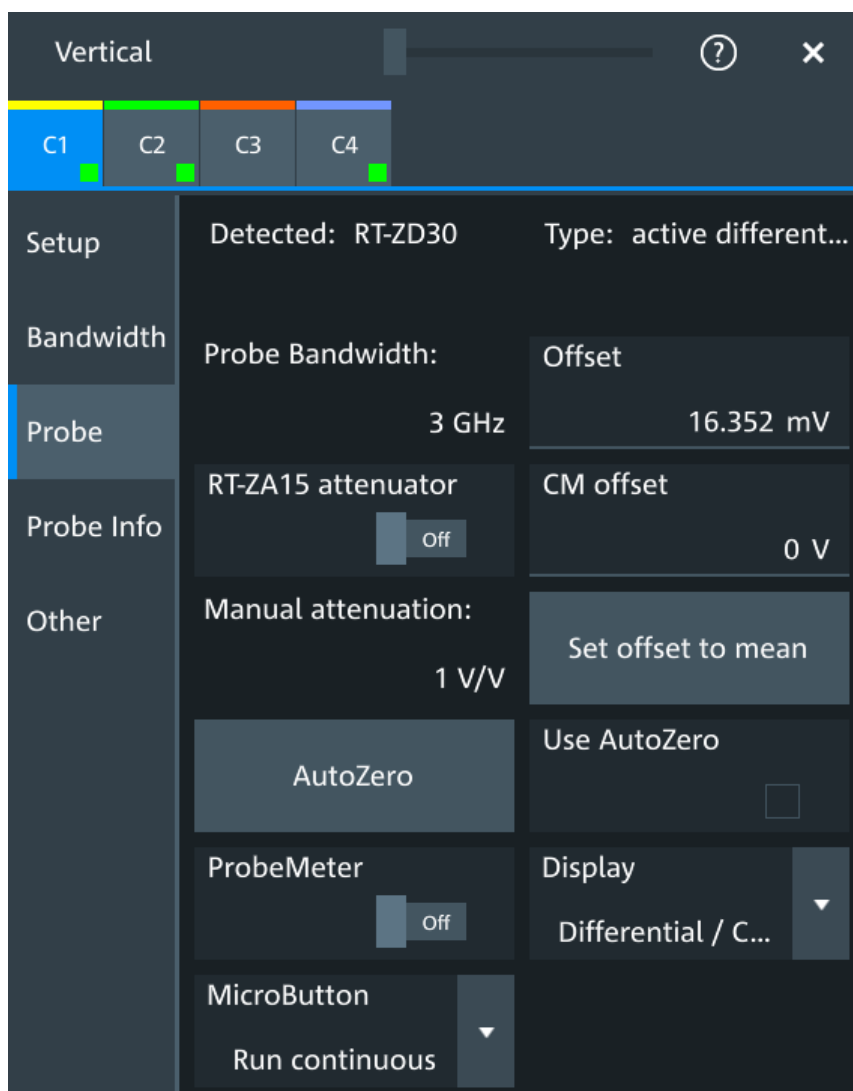 Vertical
C1 C2 C3 C4
Setup
Bandwidth
Probe
Probe Info
Other
Detected: RT-ZD30 Type: active different...
Probe Bandwidth:
3 GHz
Offset
16.352 mV
RT-ZA15 attenuator
Off
CM offset
0 V
Manual attenuation:
1 V/V
Set offset to mean
AutoZero
Use AutoZero
ProbeMeter
Off
Display
Differential / C...
MicroButton
Run continuous